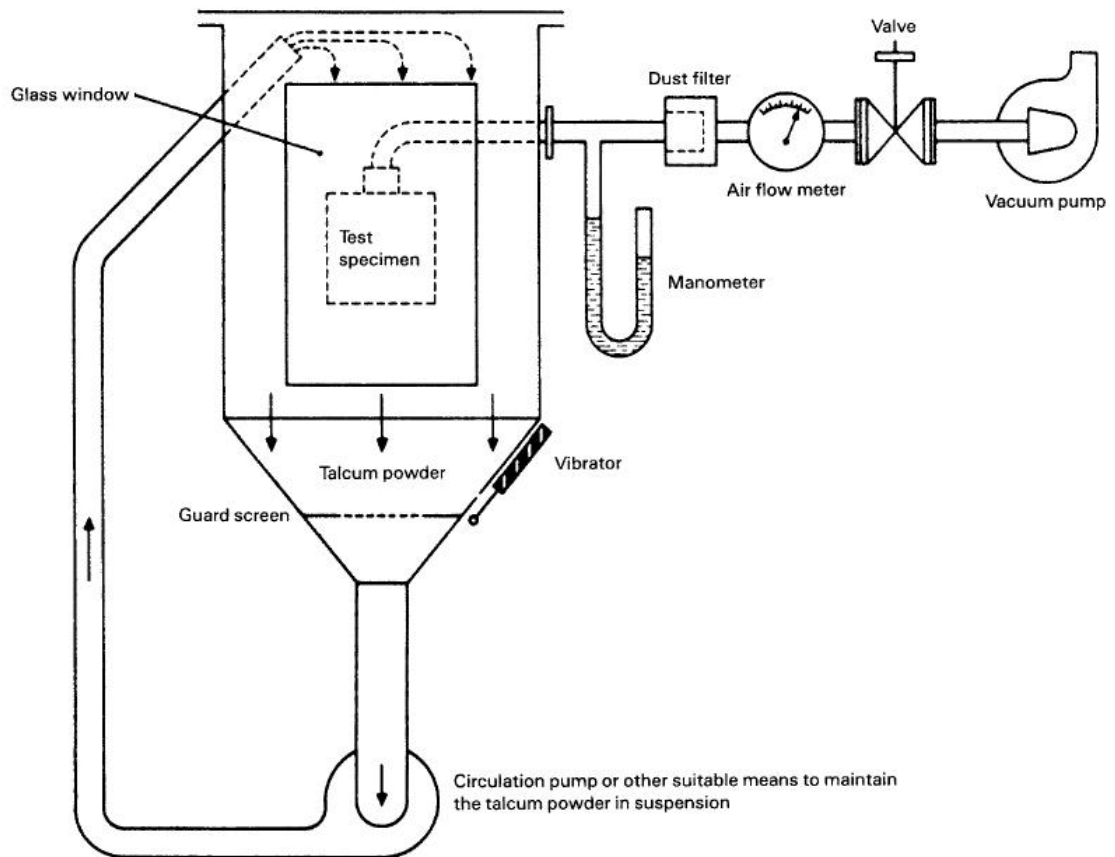 Valve
Dust filter
Glass window
Air flow meter
Vacuum pump
Test
specimen
Manometer
Talcum powder
Vibrator
Guard screen
Circulation pump or other suitable means to maintain
the talcum powder in suspension